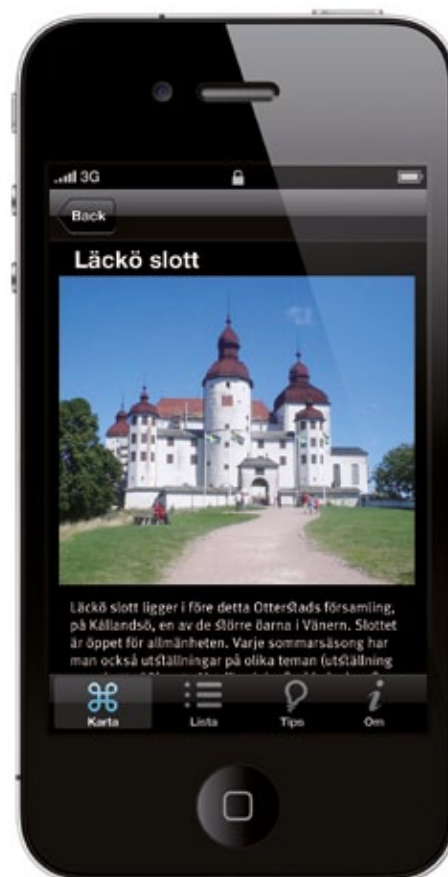 3G
Back
Läckö slott
Läckö slott ligger i före detta Otterstads församling,
på Kållandsö, en av de större öarna i Vänern. Slottet
är öppet för allmänheten. Varje sommarsäsong har
man också utställningar på olika teman (utställning
Karta Lista Tips Om